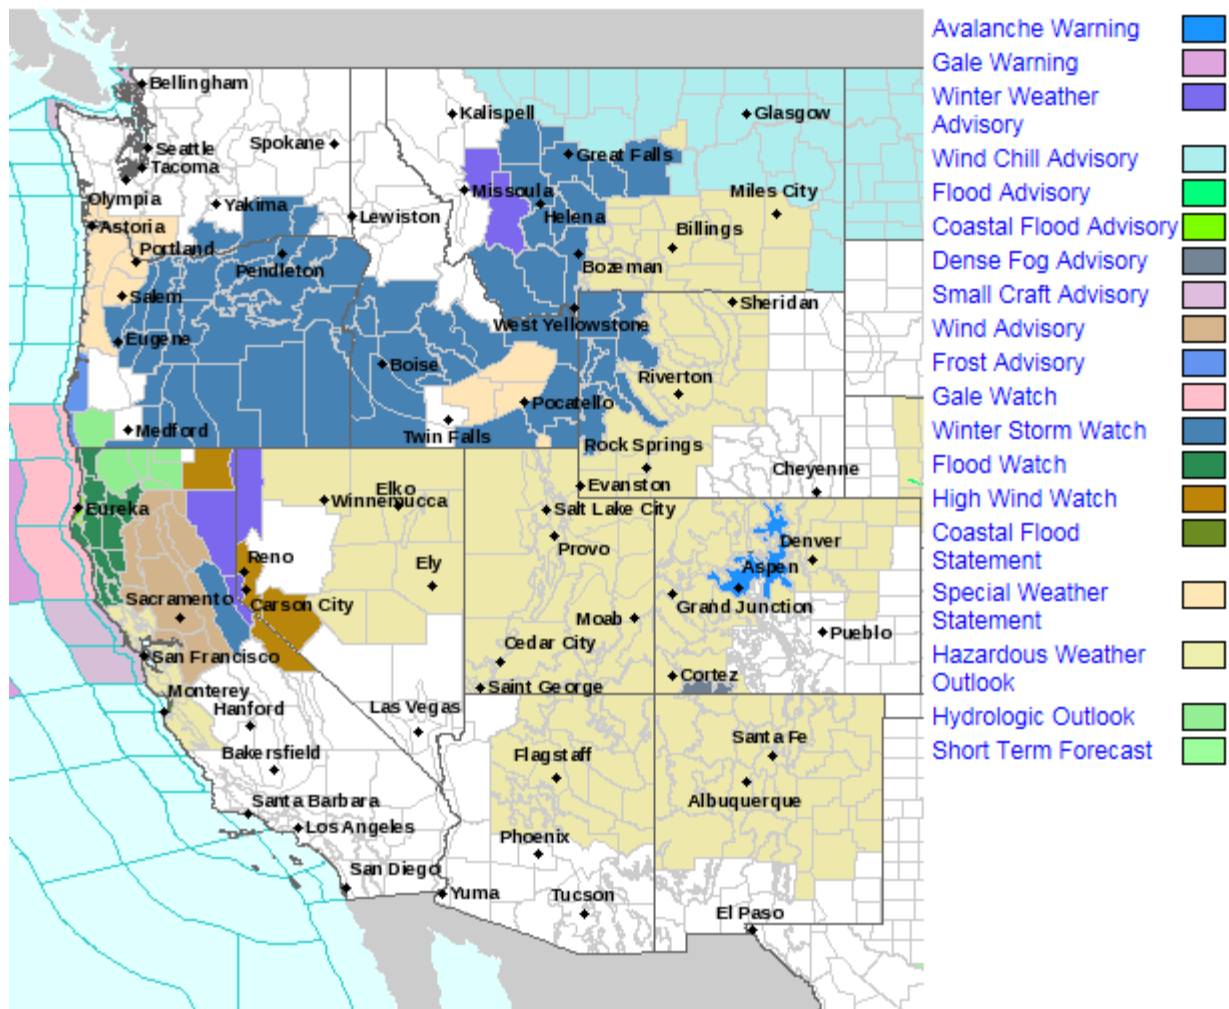 Avalanche Warning
Gale Warning
Winter Weather
Advisory
Wind Chill Advisory
Flood Advisory
Coastal Flood Advisory
Dense Fog Advisory
Small Craft Advisory
Wind Advisory
Frost Advisory
Gale Watch
Winter Storm Watch
Flood Watch
High Wind Watch
Coastal Flood
Statement
Special Weather
Statement
Hazardous Weather
Outlook
Hydrologic Outlook
Short Term Forecast
Bellingham
Kalispell
Glasgow
Seattle
Spokane
Great Falls
Tacoma
Olympia
Missoula
Miles City
Yakima
Lewiston
Helena
Astoria
Portland
Billings
Pendleton
Bozeman
Salem
Sheridan
West Yellowstone
Eugene
Boise
Riverton
Pocatello
Medford
Twin Falls
Rock Springs
Cheyenne
Evanston
Elko
Winnemucca
Eureka
Salt Lake City
Provo
Denver
Reno
Ely
Aspen
Sacramento
Carson City
Grand Junction
Moab
Pueblo
San Francisco
Cedar City
Cortez
Monterey
Saint George
Hanford
Las Vegas
Santa Fe
Bakersfield
Flagstaff
Albuquerque
Santa Barbara
Los Angeles
Phoenix
San Diego
Yuma
Tucson
El Paso